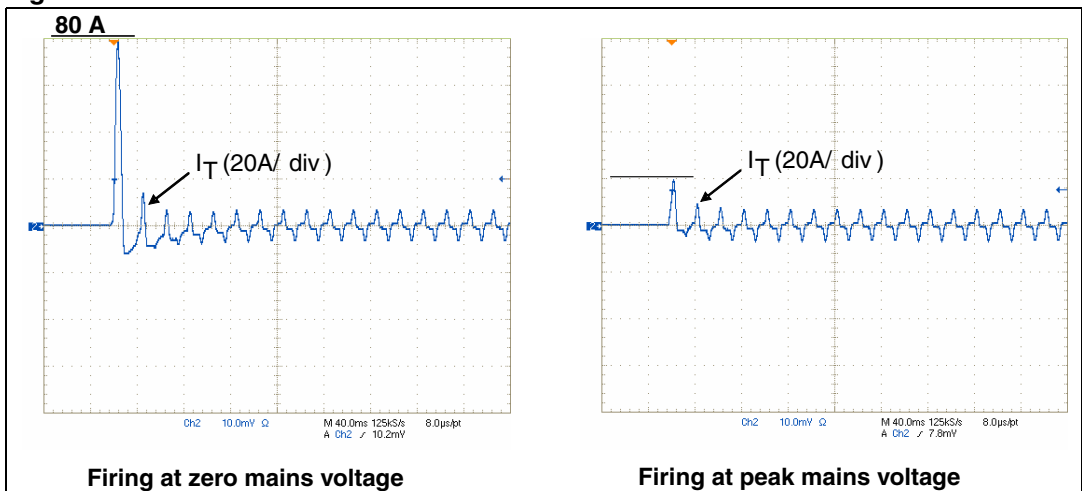 80 A
I_T (20A/ div )
2
Ch2 10.0mV Ω M 40.0ms 125kS/s 8.0µs/pt
A Ch2 ∕ 10.2mV
Firing at zero mains voltage
I_T (20A/ div )
2
Ch2 10.0mV Ω M 40.0ms 125kS/s 8.0µs/pt
A Ch2 ∕ 7.8mV
Firing at peak mains voltage